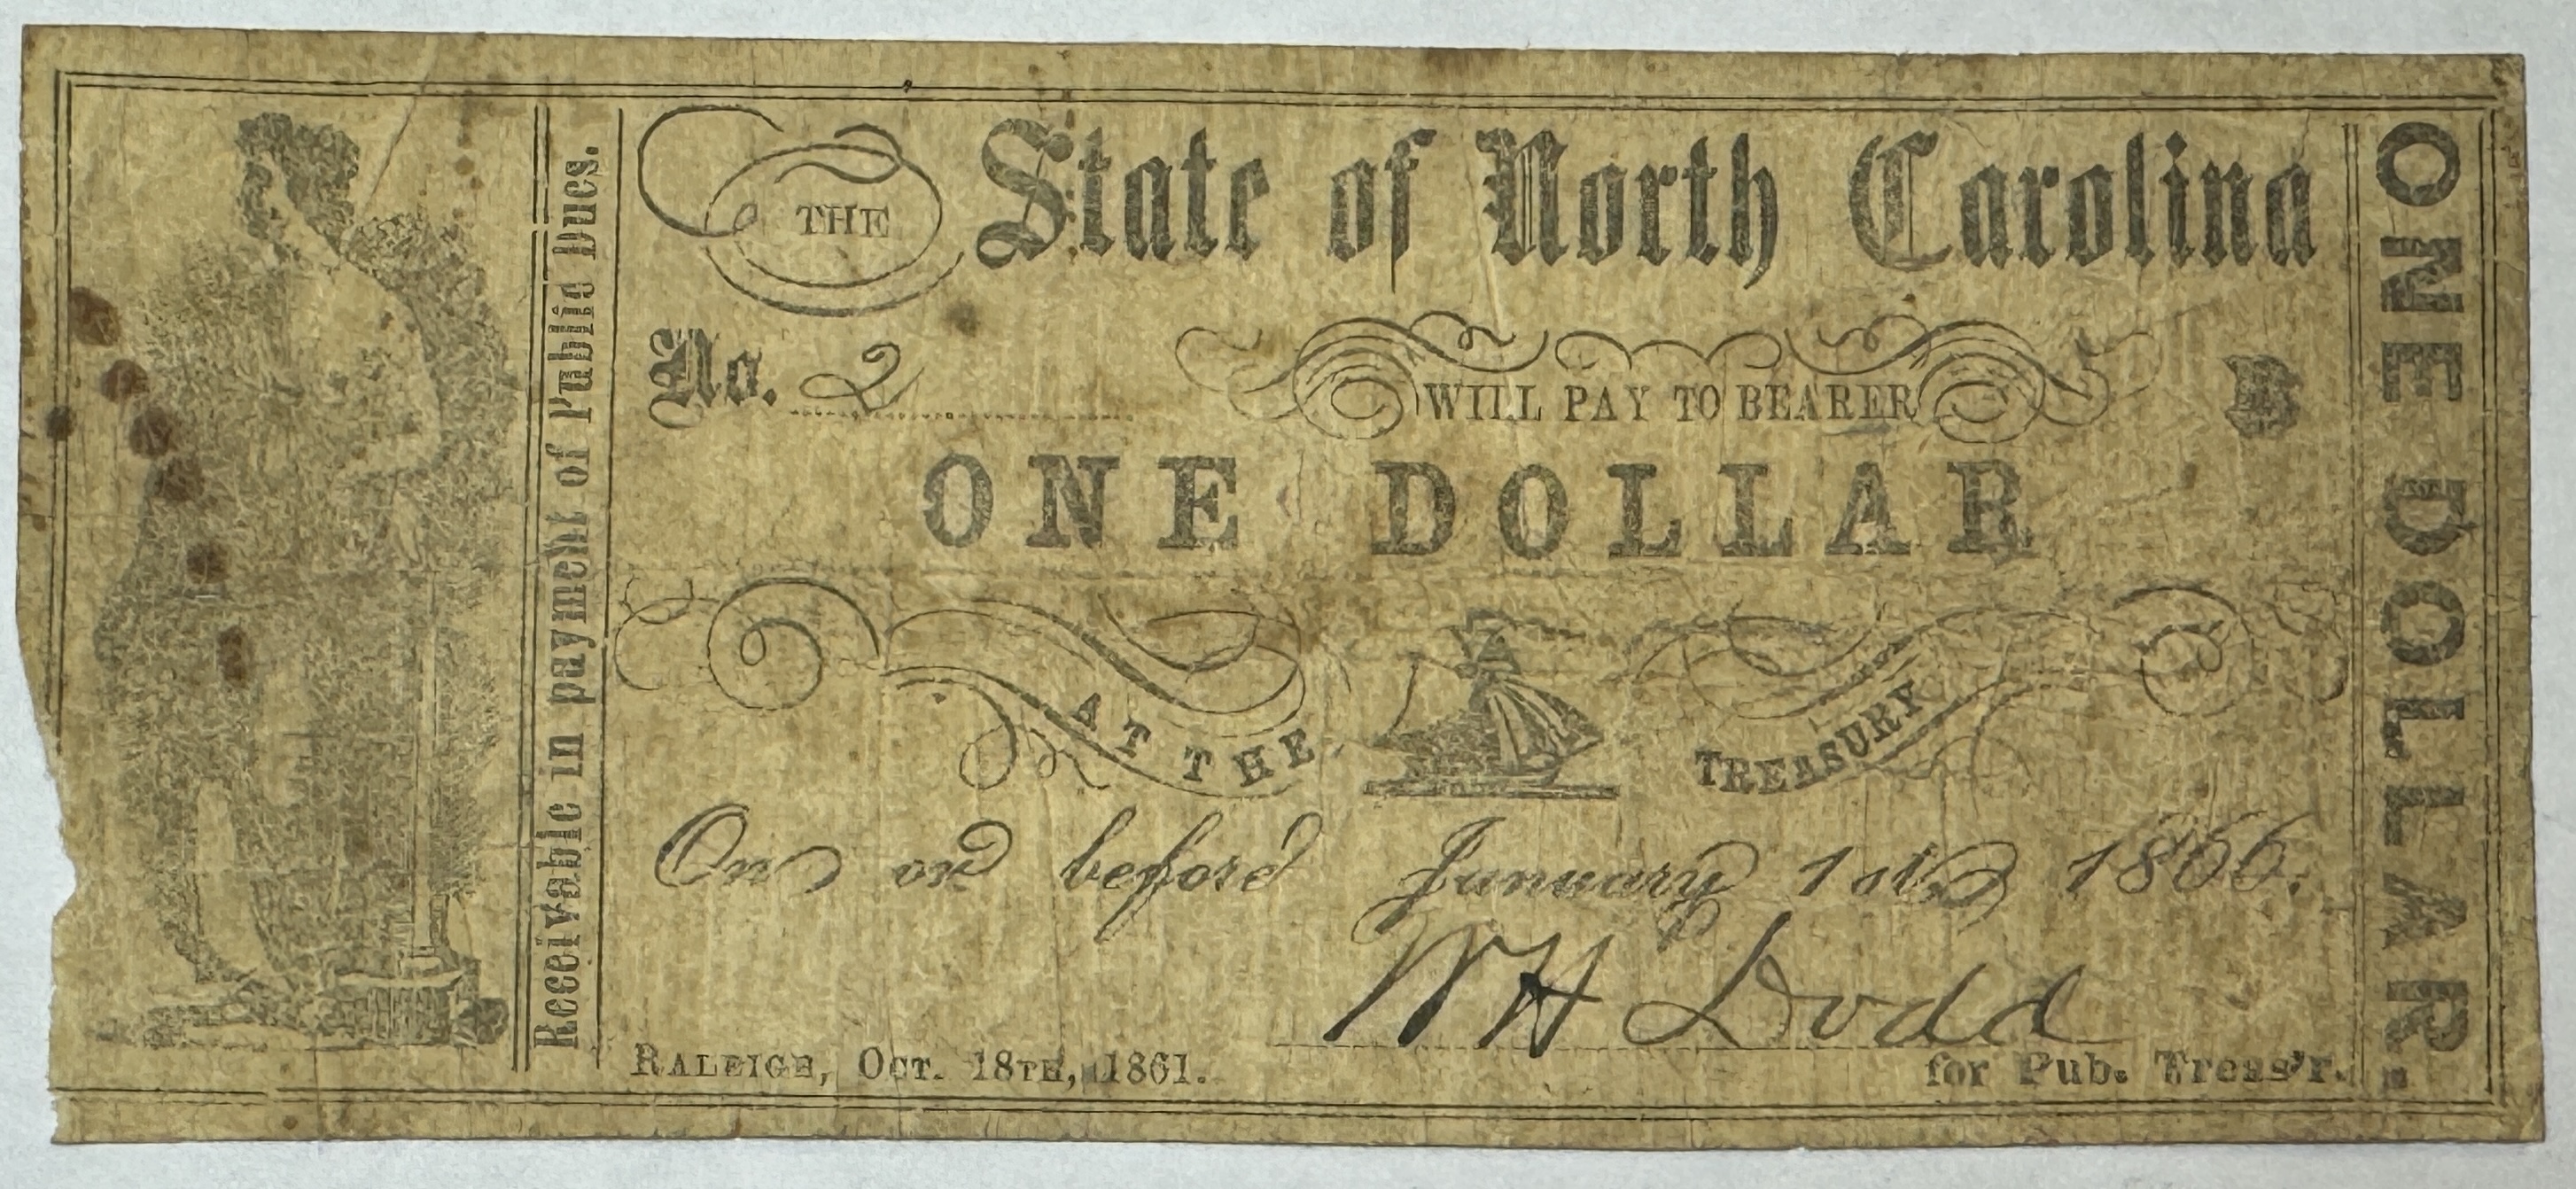 THE State of North Carolina
No. 2
WILL PAY TO BEARER
B
ONE DOLLAR
AT THE TREASURY
On or before January 1st 1866.
W H Dodd
RALEIGH, OCT. 18TH, 1861.
for Pub. Treas'r.
Receivable in payment of Public Dues.
ONE DOLLAR.